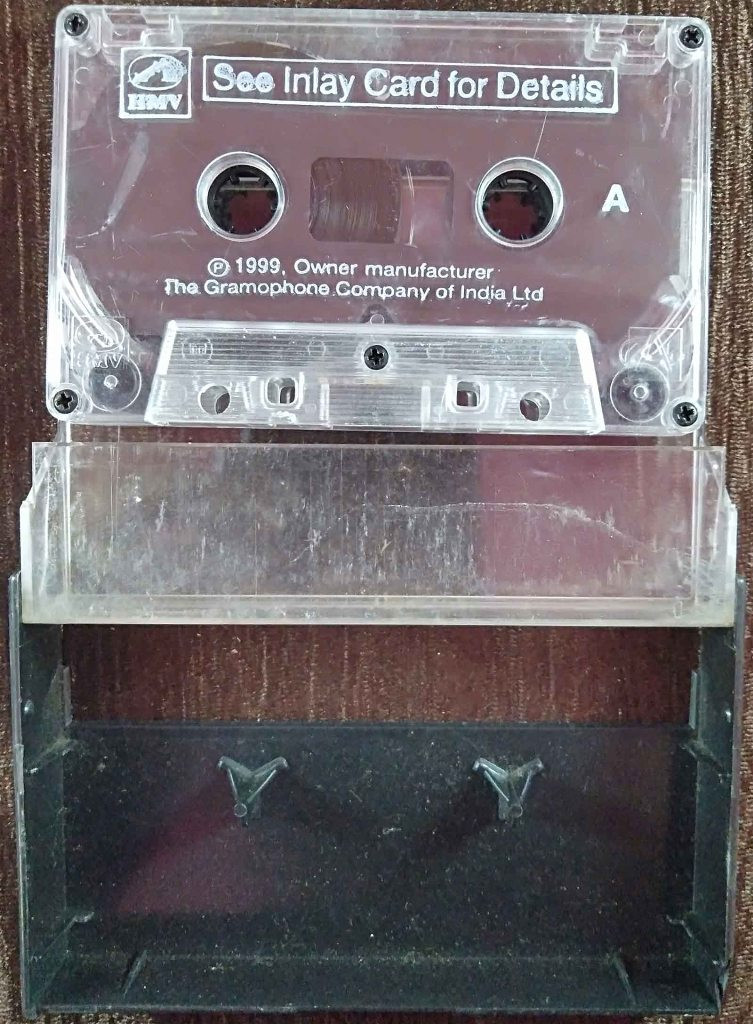 HMV
See Inlay Card for Details
A
℗ 1999, Owner manufacturer
The Gramophone Company of India Ltd